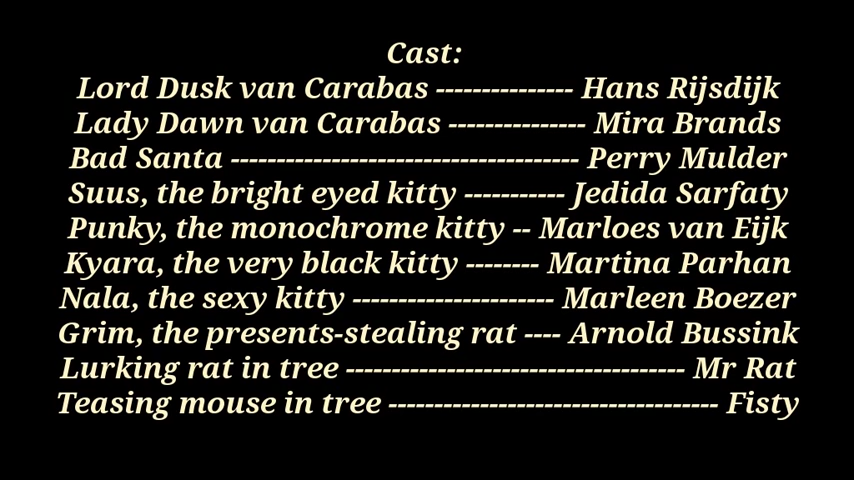 Cast:
Lord Dusk van Carabas --------------- Hans Rijsdijk
Lady Dawn van Carabas --------------- Mira Brands
Bad Santa -------------------------------------- Perry Mulder
Suus, the bright eyed kitty ----------- Jedida Sarfaty
Punky, the monochrome kitty -- Marloes van Eijk
Kyara, the very black kitty -------- Martina Parhan
Nala, the sexy kitty ---------------------- Marleen Boezer
Grim, the presents-stealing rat ---- Arnold Bussink
Lurking rat in tree ------------------------------------- Mr Rat
Teasing mouse in tree ------------------------------------ Fisty